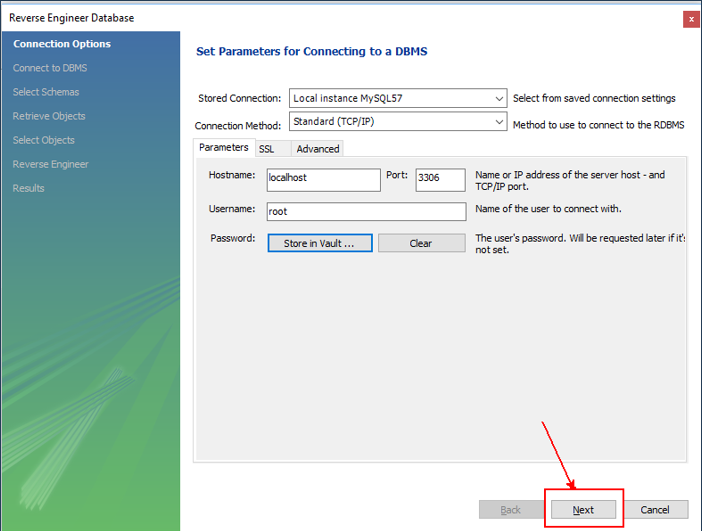 Reverse Engineer Database
x
Connection Options
Connect to DBMS
Select Schemas
Retrieve Objects
Select Objects
Reverse Engineer
Results
Set Parameters for Connecting to a DBMS
Stored Connection: Local instance MySQL57 Select from saved connection settings
Connection Method: Standard (TCP/IP) Method to use to connect to the RDBMS
Parameters SSL Advanced
Hostname: localhost Port: 3306 Name or IP address of the server host - and
TCP/IP port.
Username: root Name of the user to connect with.
Password: Store in Vault ... Clear The user's password. Will be requested later if it's
not set.
Back Next Cancel